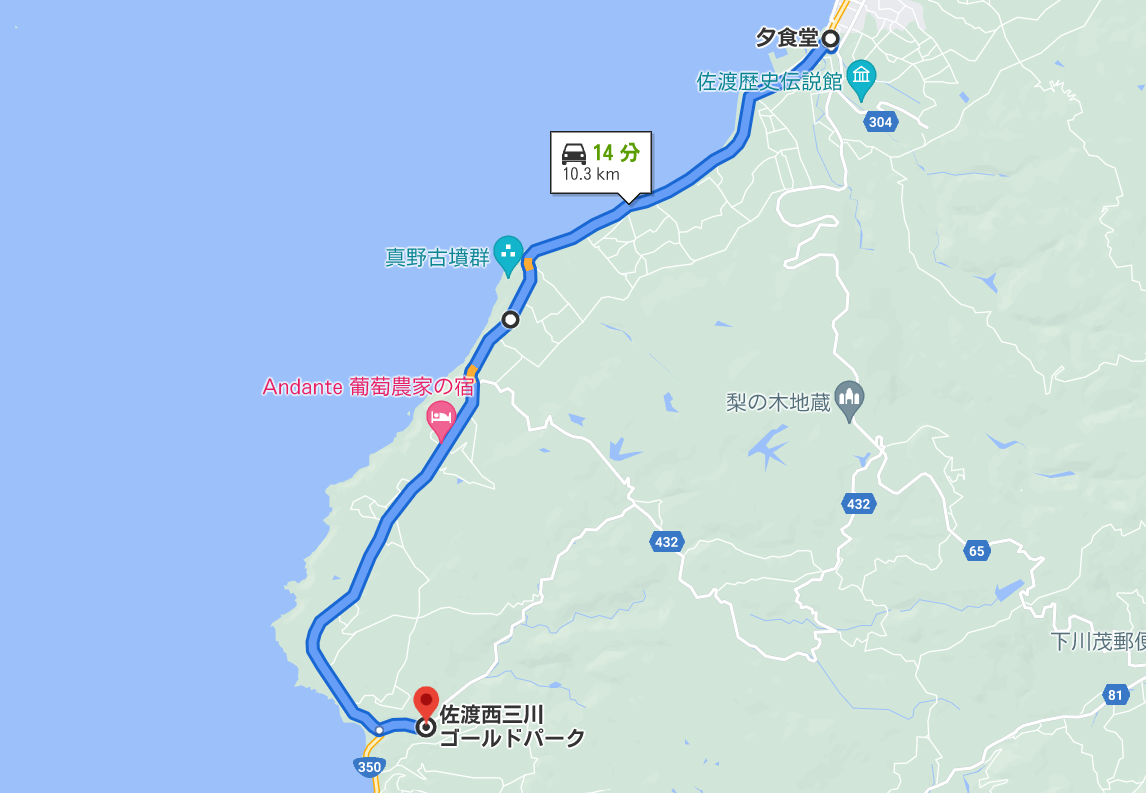 夕食堂
佐渡歴史伝説館
304
14 分
10.3 km
真野古墳群
Andante 葡萄農家の宿
梨の木地蔵
432
432
65
下川茂郵便
81
佐渡西三川
ゴールドパーク
350